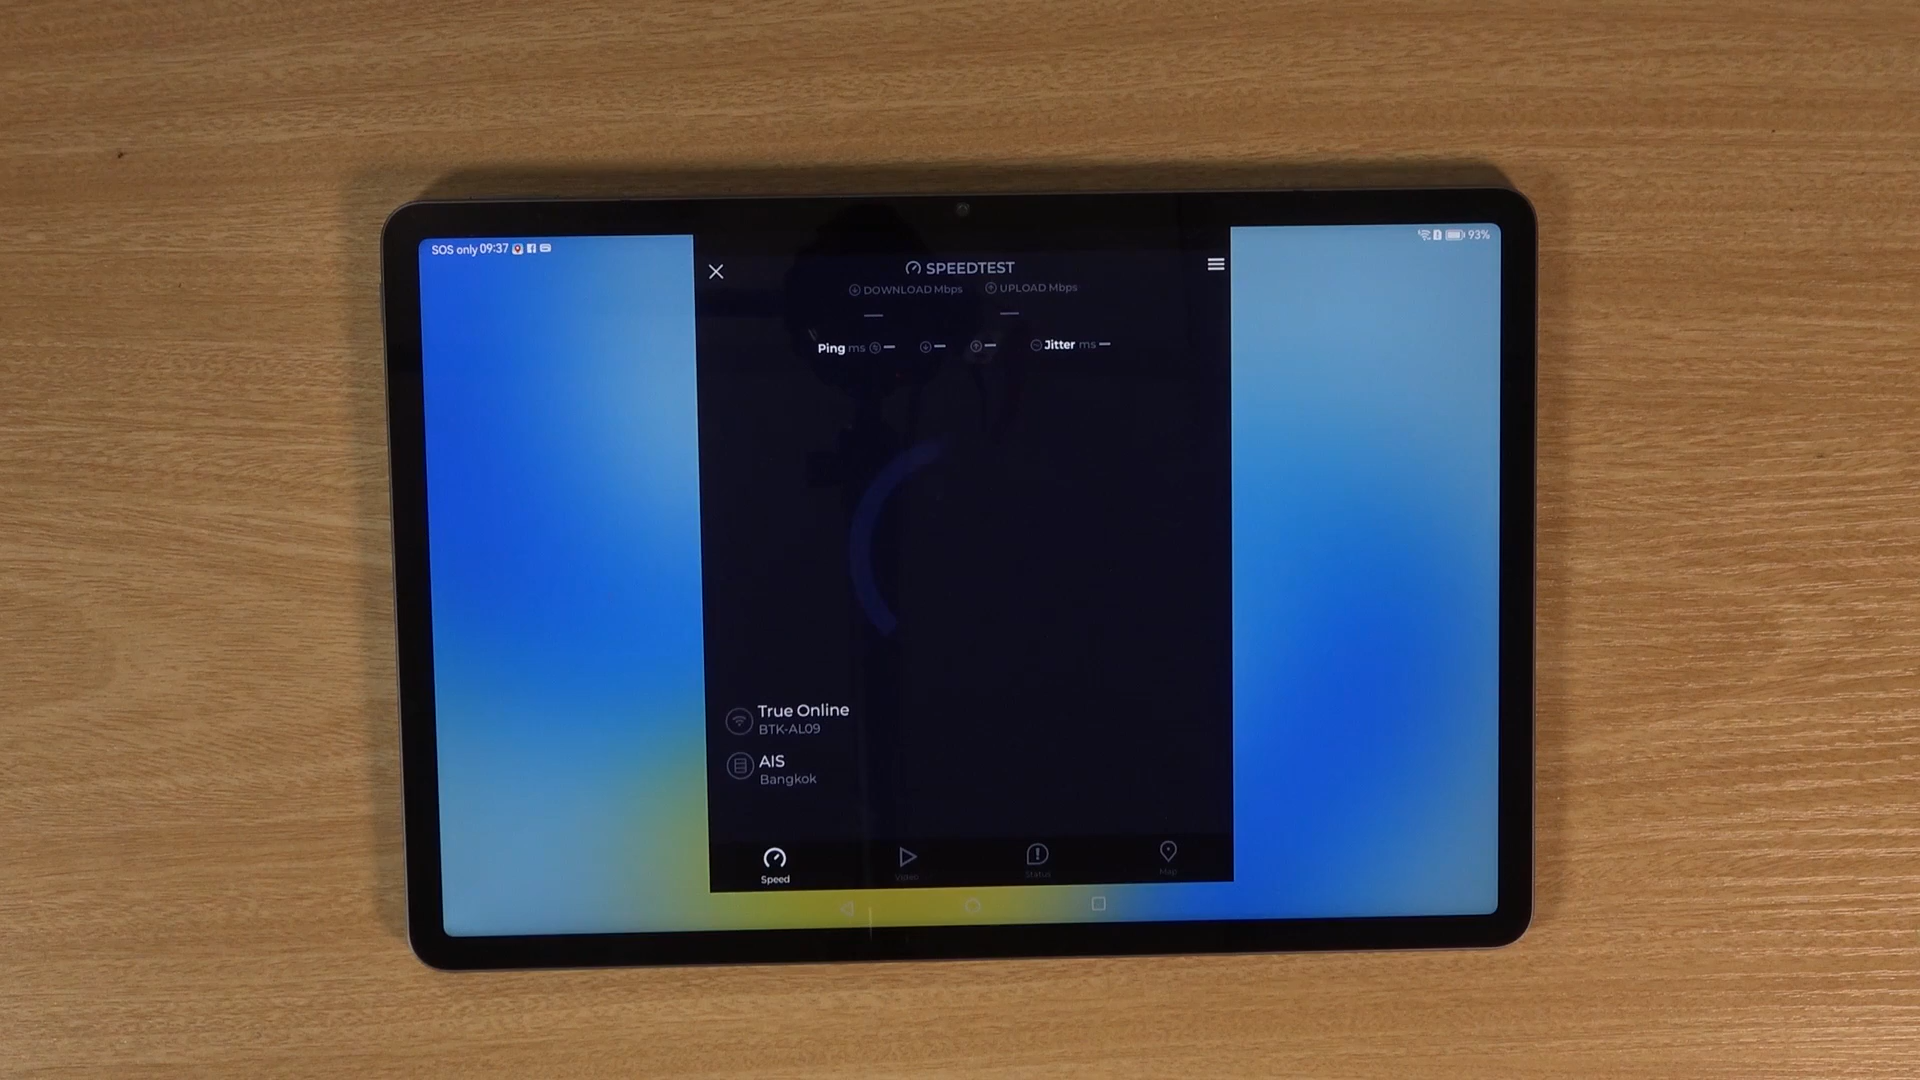 SOS only 09:37
93%
SPEEDTEST
DOWNLOAD Mbps UPLOAD Mbps
— —
Ping ms — — — Jitter ms —
True Online
BTK-AL09
AIS
Bangkok
Speed Video Status Map